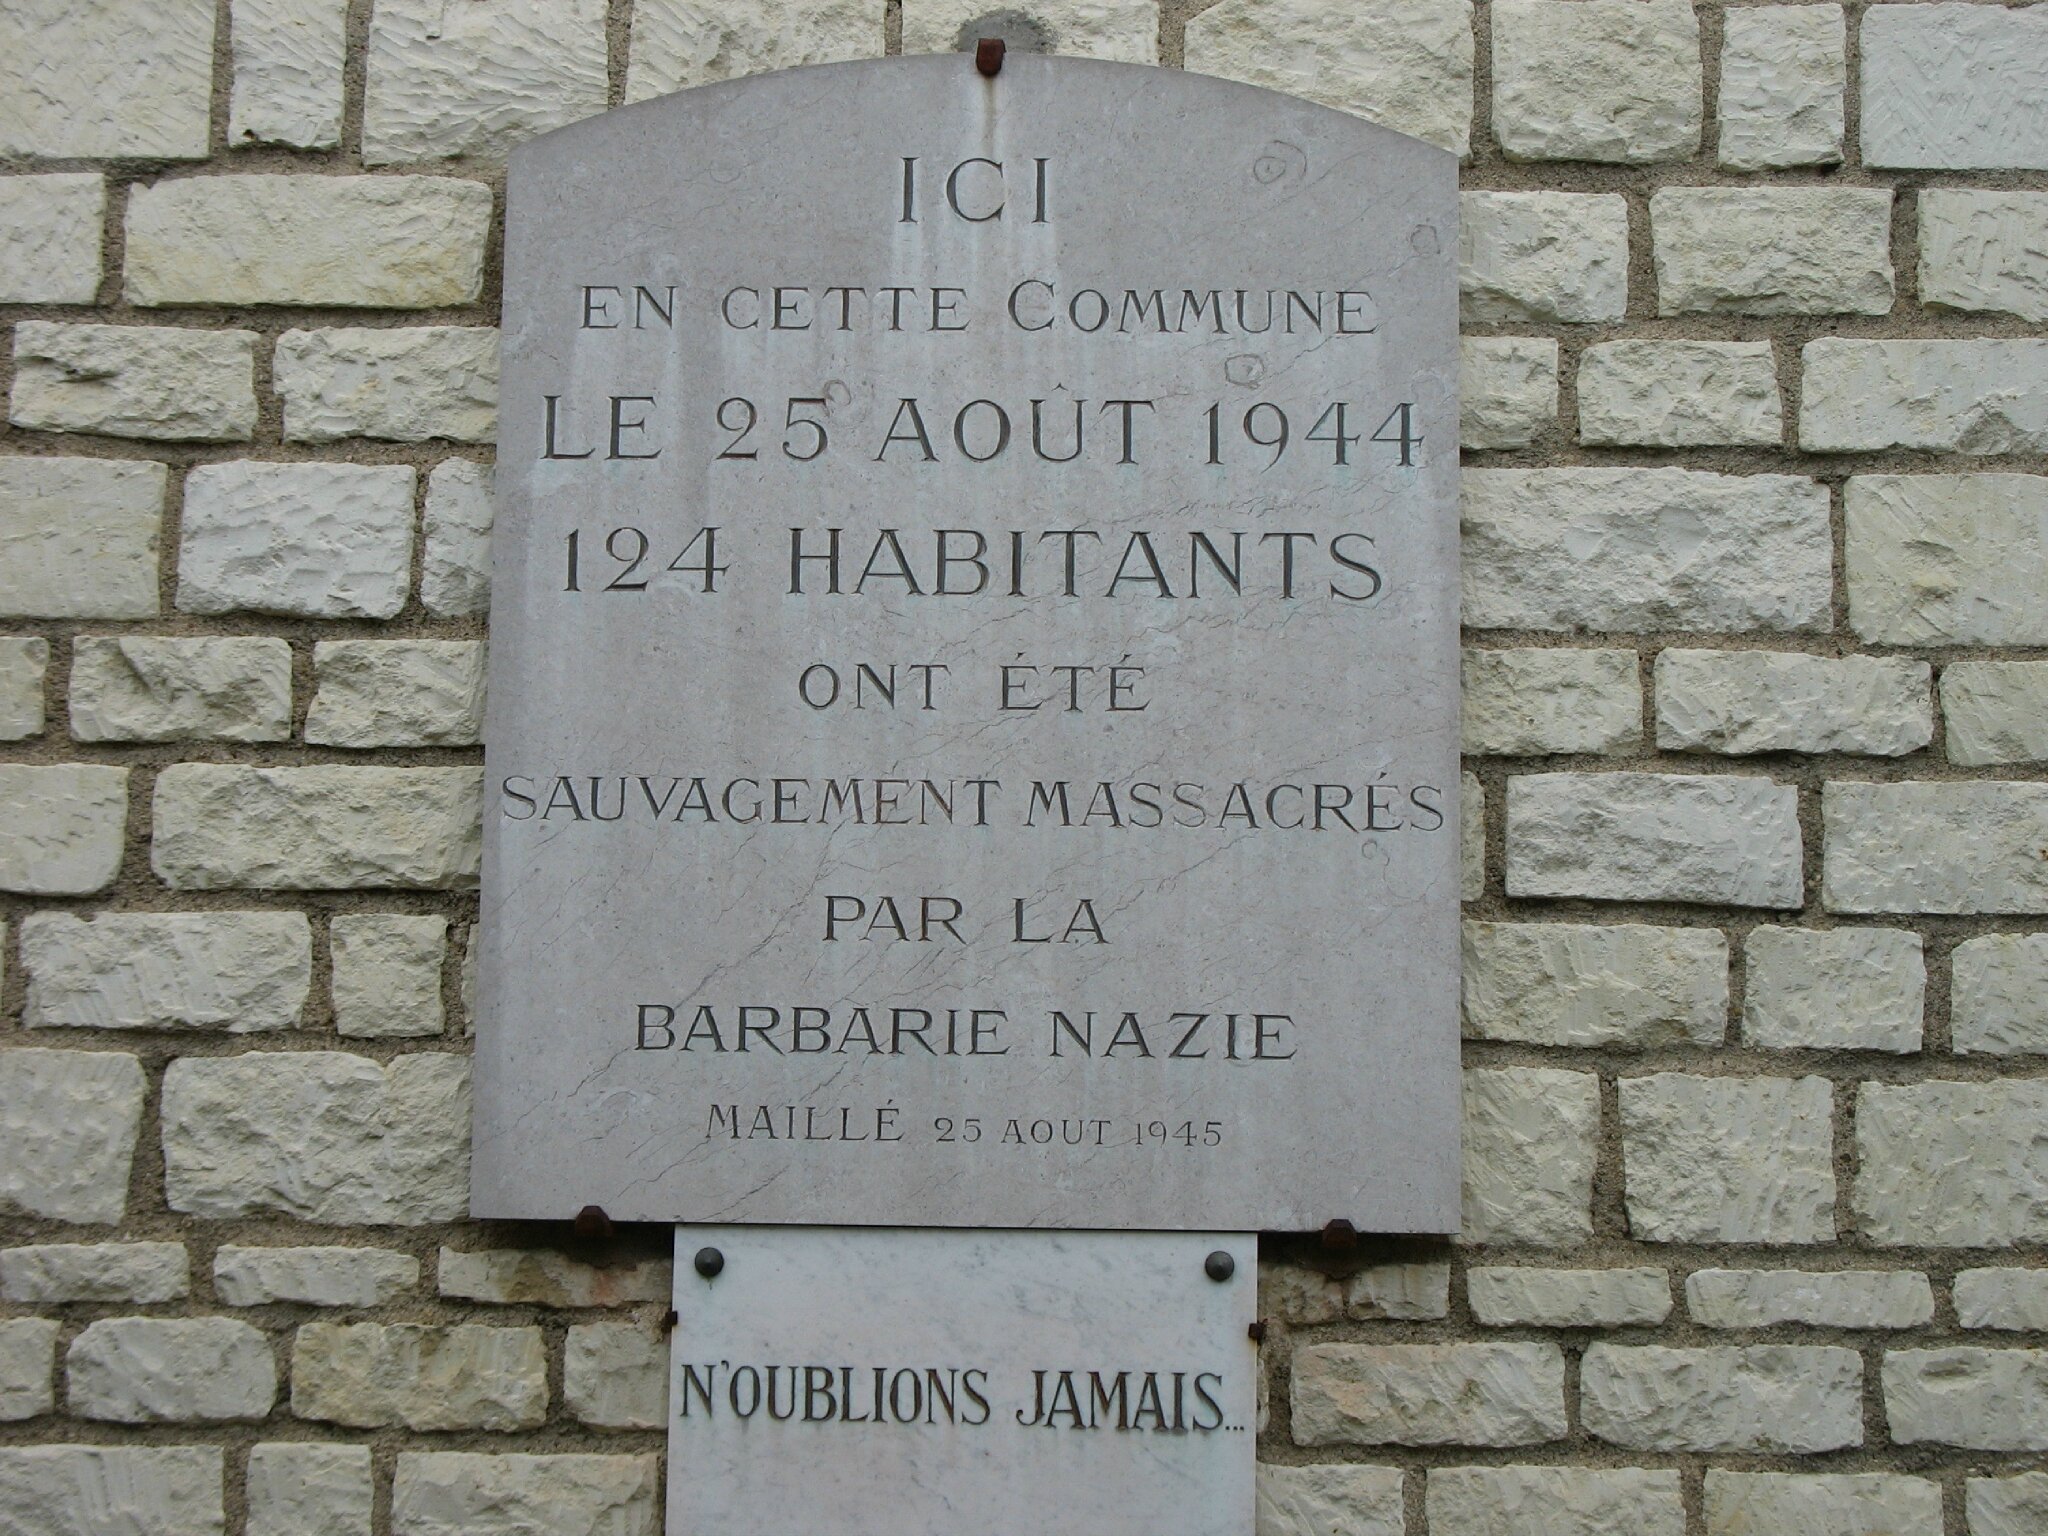 ICI
EN CETTE COMMUNE
LE 25 AOÛT 1944
124 HABITANTS
ONT ÉTÉ
SAUVAGEMENT MASSACRÉS
PAR LA
BARBARIE NAZIE
MAILLÉ 25 AOUT 1945
N'OUBLIONS JAMAIS...